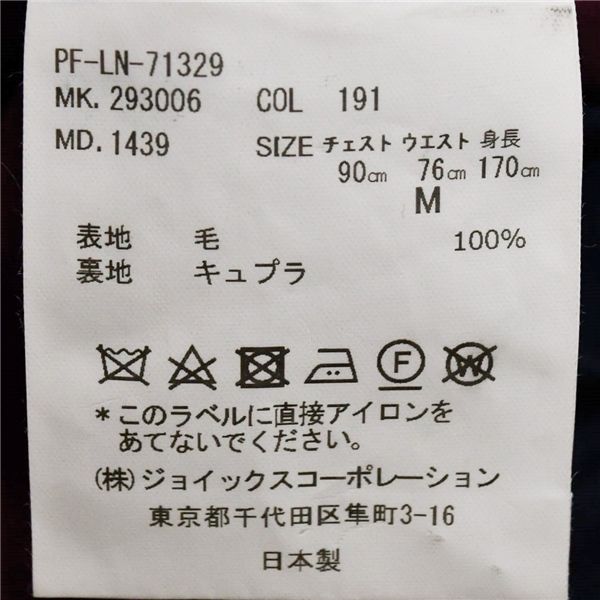 PF-LN-71329
MK. 293006 COL 191
MD. 1439 SIZE チェスト ウエスト 身長
90cm 76cm 170cm
M
表地 毛 100%
裏地 キュプラ
F W
*このラベルに直接アイロンを
あてないでください。
(株)ジョイックスコーポレーション
東京都千代田区隼町3-16
日本製